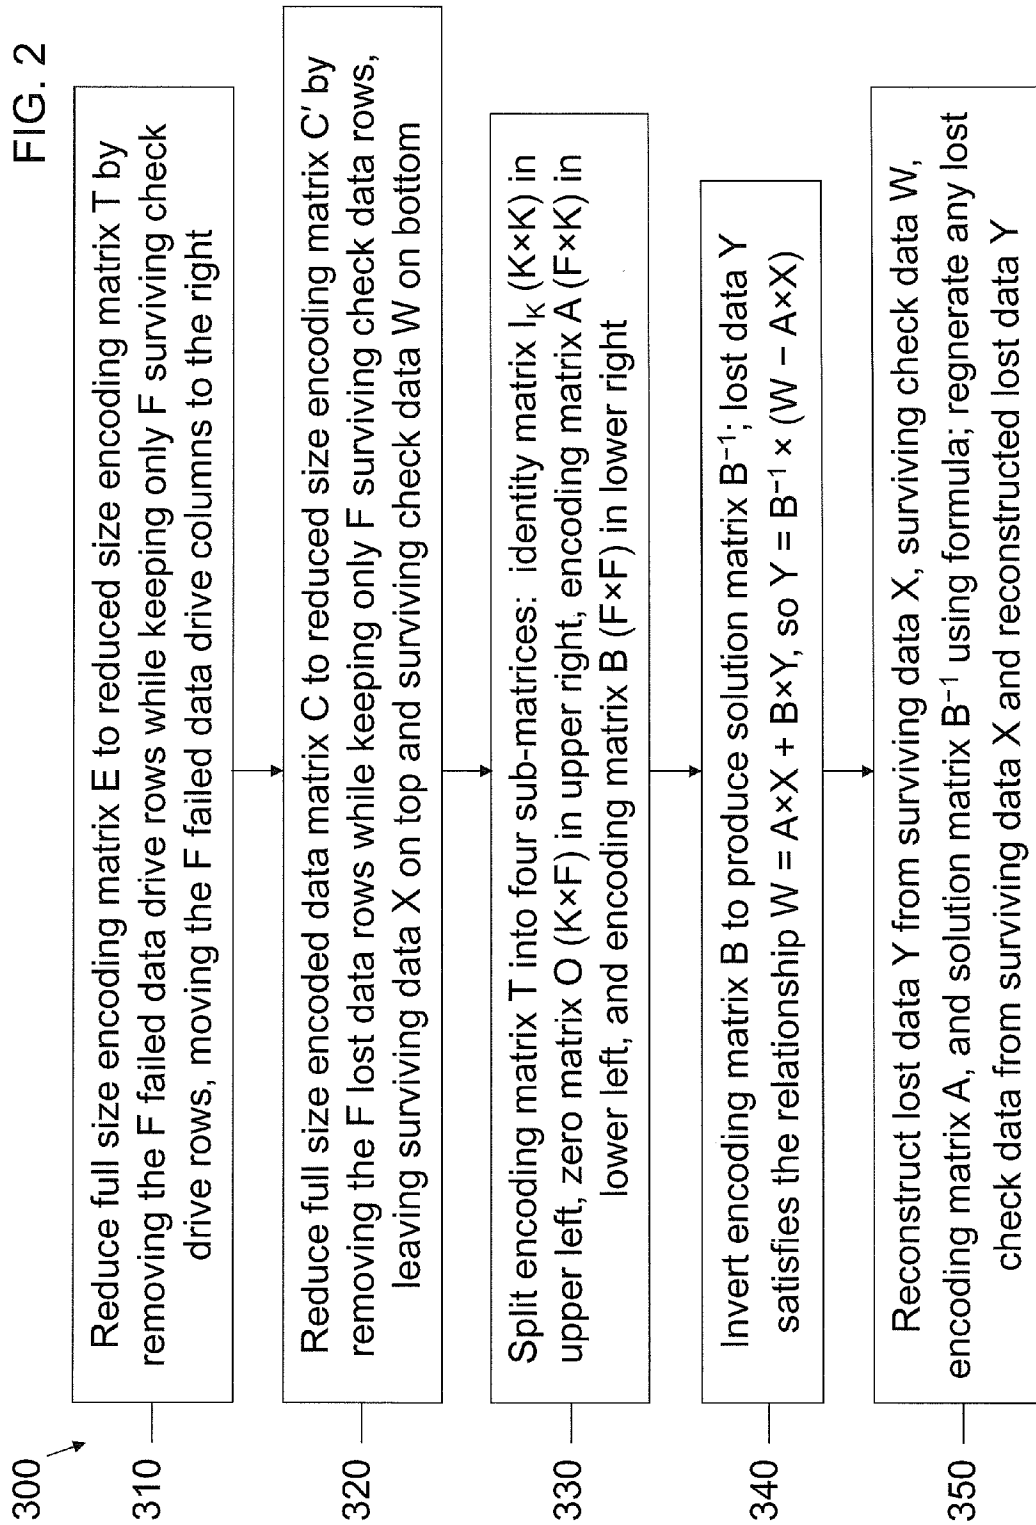 FIG. 2
300
310
Reduce full size encoding matrix E to reduced size encoding matrix T by
removing the F failed data drive rows while keeping only F surviving check
drive rows, moving the F failed data drive columns to the right
320
Reduce full size encoded data matrix C to reduced size encoding matrix C′ by
removing the F lost data rows while keeping only F surviving check data rows,
leaving surviving data X on top and surviving check data W on bottom
330
Split encoding matrix T into four sub-matrices: identity matrix I_K (K×K) in
upper left, zero matrix O (K×F) in upper right, encoding matrix A (F×K) in
lower left, and encoding matrix B (F×F) in lower right
340
Invert encoding matrix B to produce solution matrix B⁻¹; lost data Y
satisfies the relationship W = A×X + B×Y, so Y = B⁻¹ × (W – A×X)
350
Reconstruct lost data Y from surviving data X, surviving check data W,
encoding matrix A, and solution matrix B⁻¹ using formula; regnerate any lost
check data from surviving data X and reconstructed lost data Y